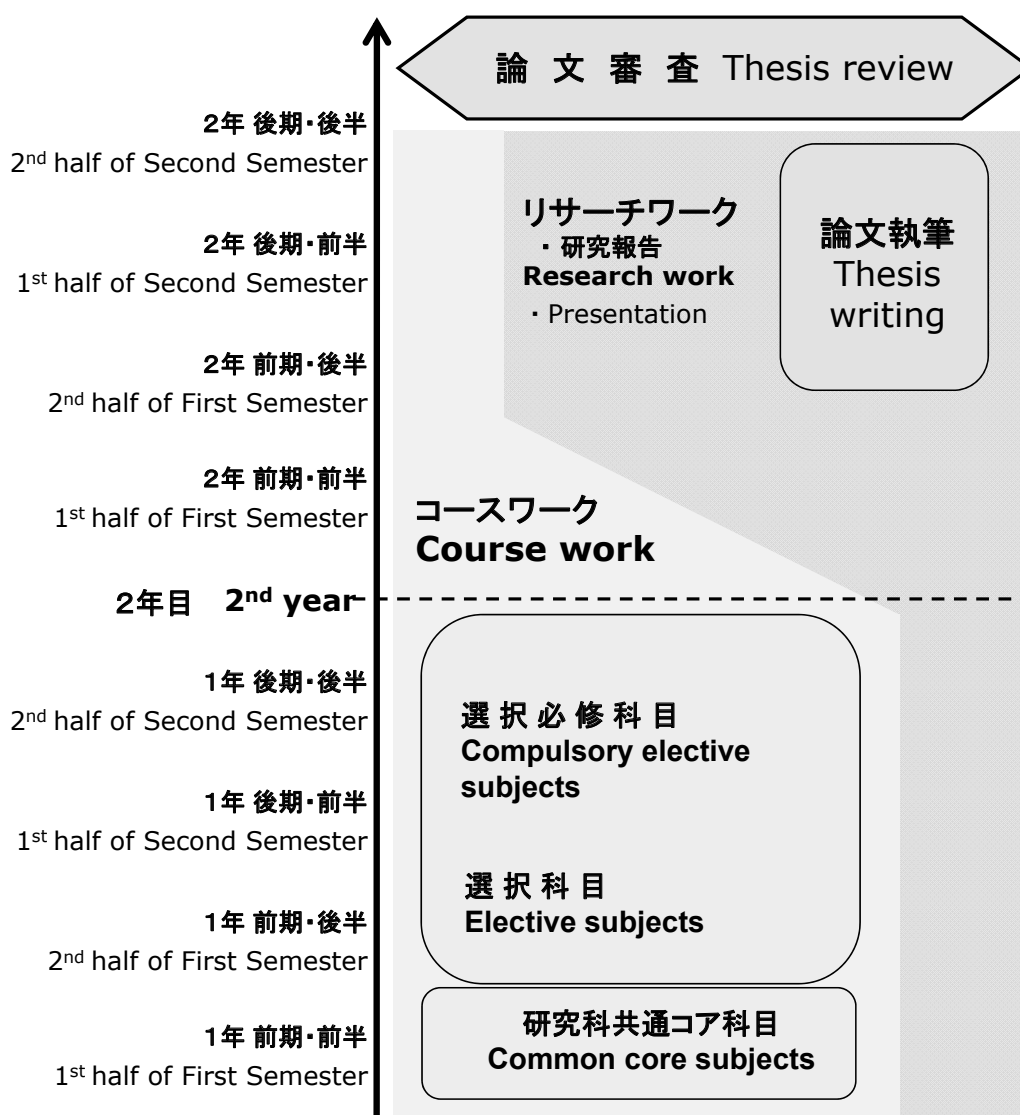 論 文 審 査 Thesis review
2年 後期・後半
2nd half of Second Semester
2年 後期・前半
1st half of Second Semester
2年 前期・後半
2nd half of First Semester
2年 前期・前半
1st half of First Semester
2年目 2nd year
1年 後期・後半
2nd half of Second Semester
1年 後期・前半
1st half of Second Semester
1年 前期・後半
2nd half of First Semester
1年 前期・前半
1st half of First Semester
リサーチワーク
・研究報告
Research work
・Presentation
論文執筆
Thesis
writing
コースワーク
Course work
選 択 必 修 科 目
Compulsory elective
subjects
選 択 科 目
Elective subjects
研究科共通コア科目
Common core subjects